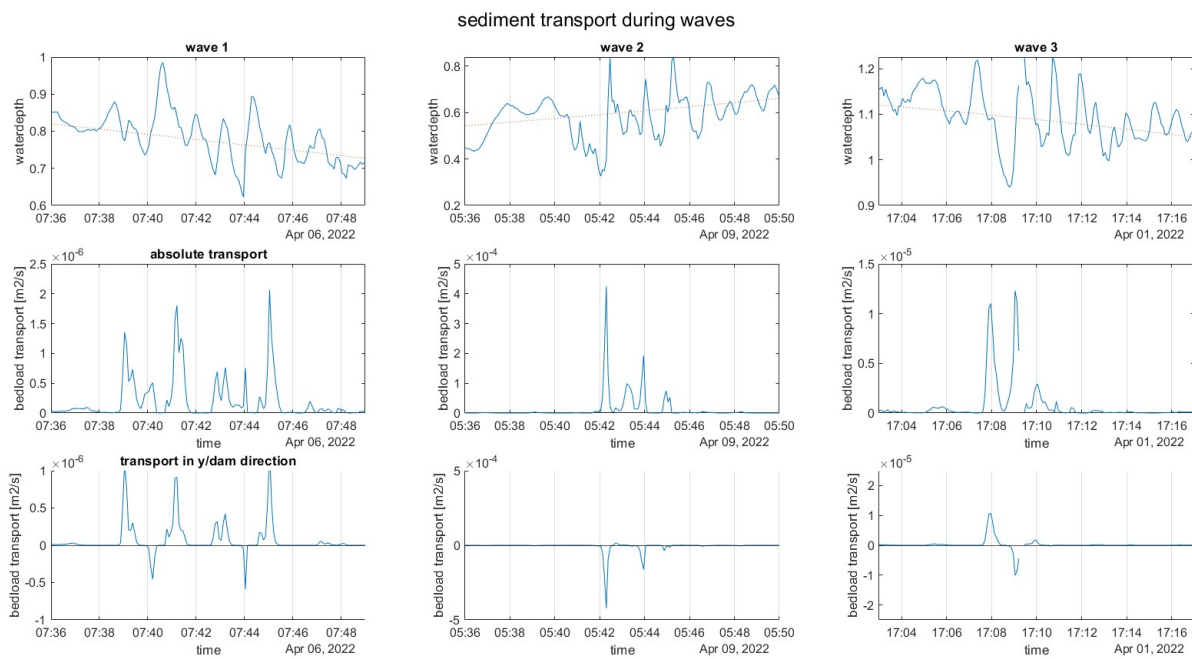 sediment transport during waves
wave 1
1
0.9
0.8
0.7
0.6
waterdepth
07:36 07:38 07:40 07:42 07:44 07:46 07:48
Apr 06, 2022
wave 2
0.8
0.6
0.4
0.2
waterdepth
05:36 05:38 05:40 05:42 05:44 05:46 05:48 05:50
Apr 09, 2022
wave 3
1.2
1.1
1
0.9
waterdepth
17:04 17:06 17:08 17:10 17:12 17:14 17:16
Apr 01, 2022
×10-6
absolute transport
2.5
2
1.5
1
0.5
0
bedload transport [m2/s]
07:36 07:38 07:40 07:42 07:44 07:46 07:48
time
Apr 06, 2022
×10-4
5
4
3
2
1
0
bedload transport [m2/s]
05:36 05:38 05:40 05:42 05:44 05:46 05:48 05:50
time
Apr 09, 2022
×10-5
1.5
1
0.5
0
bedload transport [m2/s]
17:04 17:06 17:08 17:10 17:12 17:14 17:16
time
Apr 01, 2022
×10-6
transport in y/dam direction
1
0.5
0
-0.5
-1
bedload transport [m2/s]
07:36 07:38 07:40 07:42 07:44 07:46 07:48
time
Apr 06, 2022
×10-4
5
0
-5
bedload transport [m2/s]
05:36 05:38 05:40 05:42 05:44 05:46 05:48 05:50
time
Apr 09, 2022
×10-5
2
1
0
-1
-2
bedload transport [m2/s]
17:04 17:06 17:08 17:10 17:12 17:14 17:16
time
Apr 01, 2022